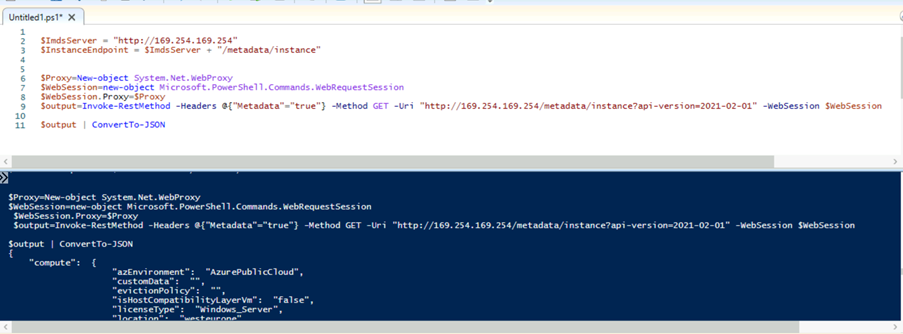 Untitled1.ps1*
1
2 $ImdsServer = "http://169.254.169.254"
3 $InstanceEndpoint = $ImdsServer + "/metadata/instance"
4
5
6 $Proxy=New-object System.Net.WebProxy
7 $WebSession=new-object Microsoft.PowerShell.Commands.WebRequestSession
8 $WebSession.Proxy=$Proxy
9 $output=Invoke-RestMethod -Headers @{"Metadata"="true"} -Method GET -Uri "http://169.254.169.254/metadata/instance?api-version=2021-02-01" -WebSession $WebSession
10
11 $output | ConvertTo-JSON
$Proxy=New-object System.Net.WebProxy
$WebSession=new-object Microsoft.PowerShell.Commands.WebRequestSession
$WebSession.Proxy=$Proxy
$output=Invoke-RestMethod -Headers @{"Metadata"="true"} -Method GET -Uri "http://169.254.169.254/metadata/instance?api-version=2021-02-01" -WebSession $WebSession
$output | ConvertTo-JSON
{
"compute": {
"azEnvironment": "AzurePublicCloud",
"customData": "",
"evictionPolicy": "",
"isHostCompatibilityLayerVm": "false",
"licenseType": "Windows_Server",
"location": "westeurope"